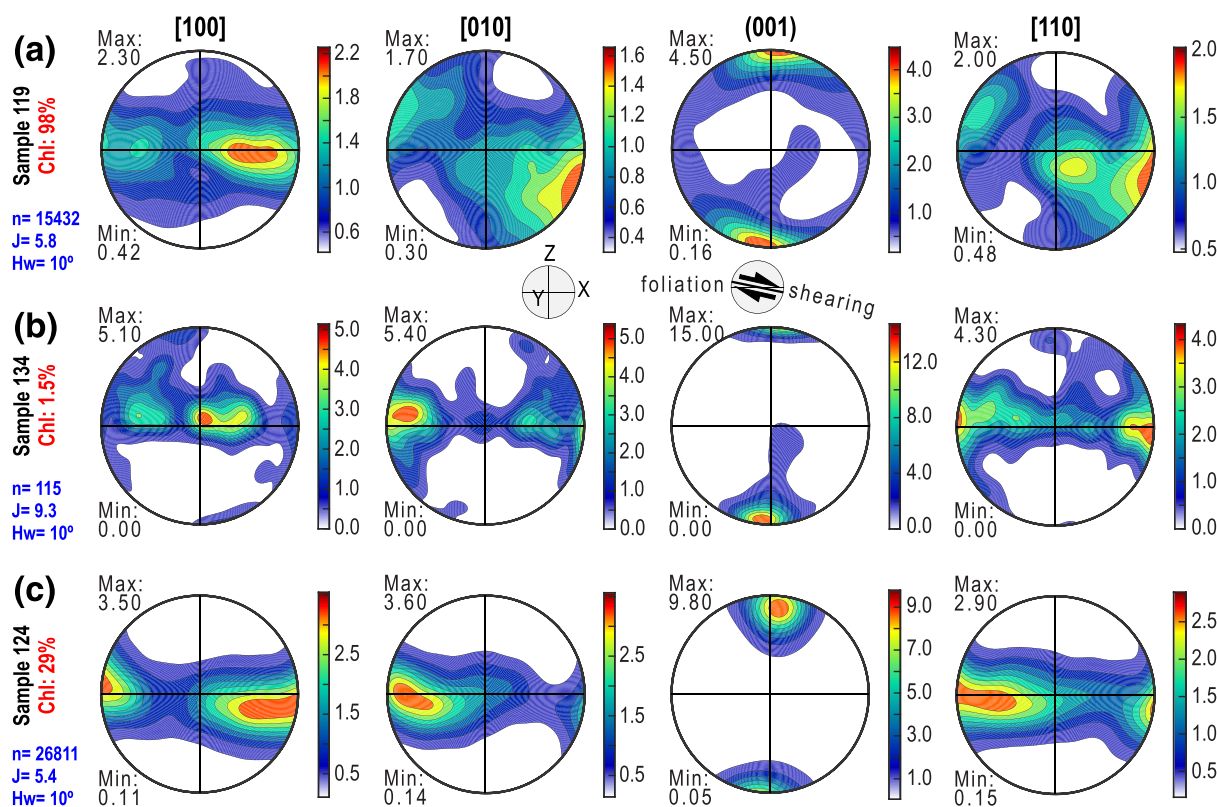 [100] [010] (001) [110]
(a)
Sample 119
Chl: 98%
n= 15432
J= 5.8
Hw= 10º
Max:
2.30
Min:
0.42
2.2
1.8
1.4
1.0
0.6
Max:
1.70
Min:
0.30
1.6
1.4
1.2
1.0
0.8
0.6
0.4
Max:
4.50
Min:
0.16
4.0
3.0
2.0
1.0
Max:
2.00
Min:
0.48
2.0
1.5
1.0
0.5
Z
Y
X
foliation
shearing
(b)
Sample 134
Chl: 1.5%
n= 115
J= 9.3
Hw= 10º
Max:
5.10
Min:
0.00
5.0
4.0
3.0
2.0
1.0
0.0
Max:
5.40
Min:
0.00
5.0
4.0
3.0
2.0
1.0
0.0
Max:
15.00
Min:
0.00
12.0
8.0
4.0
0.0
Max:
4.30
Min:
0.00
4.0
3.0
2.0
1.0
0.0
(c)
Sample 124
Chl: 29%
n= 26811
J= 5.4
Hw= 10º
Max:
3.50
Min:
0.11
2.5
1.5
0.5
Max:
3.60
Min:
0.14
2.5
1.5
0.5
Max:
9.80
Min:
0.05
9.0
7.0
5.0
3.0
1.0
Max:
2.90
Min:
0.15
2.5
2.0
1.5
1.0
0.5